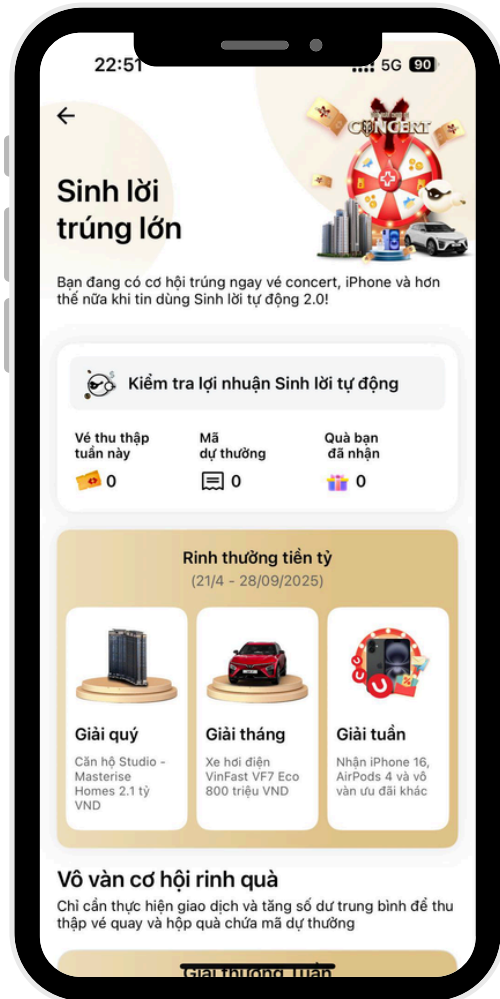 22:51
5G 90
CONCERT
Sinh lời
trúng lớn
Bạn đang có cơ hội trúng ngay vé concert, iPhone và hơn
thế nữa khi tin dùng Sinh lời tự động 2.0!
Kiểm tra lợi nhuận Sinh lời tự động
Vé thu thập
tuần này
0
Mã
dự thưởng
0
Quà bạn
đã nhận
0
Rinh thưởng tiền tỷ
(21/4 - 28/09/2025)
Giải quý
Căn hộ Studio -
Masterise
Homes 2.1 tỷ
VND
Giải tháng
Xe hơi điện
VinFast VF7 Eco
800 triệu VND
Giải tuần
Nhận iPhone 16,
AirPods 4 và vô
vàn ưu đãi khác
Vô vàn cơ hội rinh quà
Chỉ cần thực hiện giao dịch và tăng số dư trung bình để thu
thập vé quay và hộp quà chứa mã dự thưởng
Giải thưởng Tuần